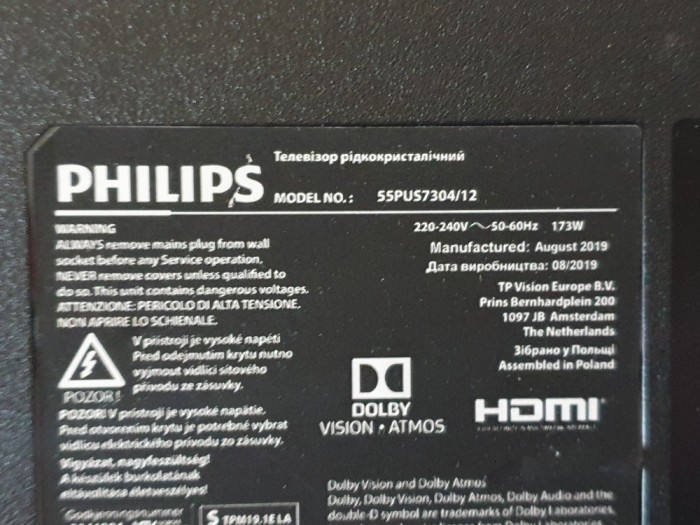 Телевізор рідкокристалічний
PHILIPS
MODEL NO.: 55PUS7304/12
WARNING
ALWAYS remove mains plug from wall
socket before any Service operation,
NEVER remove covers unless qualified to
do so. This unit contains dangerous voltages.
ATTENZIONE: PERICOLO DI ALTA TENSIONE.
NON APRIRE LO SCHIENALE.
220-240V~50-60Hz 173W
Manufactured: August 2019
Дата виробництва: 08/2019
TP Vision Europe B.V.
Prins Bernhardplein 200
1097 JB Amsterdam
The Netherlands
Зібрано у Польщі
Assembled in Poland
V přístroji je vysoké napětí
Před odejmutím krytu nutno
vyjmout vidlici síťového
přívodu ze zásuvky.
POZOR!
POZOR! V prístroji je vysoké napätie.
Pred otvorením krytu je potrebné vybrat
vidlicu elektrického prívodu zo zásuvky.
Vigyázat, nagyfeszültség!
A készülék burkolatának
eltávolítása életveszélyes!
DOLBY
VISION·ATMOS
HDMI
Dolby Vision and Dolby Atmos
Dolby, Dolby Vision, Dolby Atmos, Dolby Audio and the
double-D symbol are trademarks of Dolby Laboratories
Godkjenningsnummer
S TPM19.1E LA